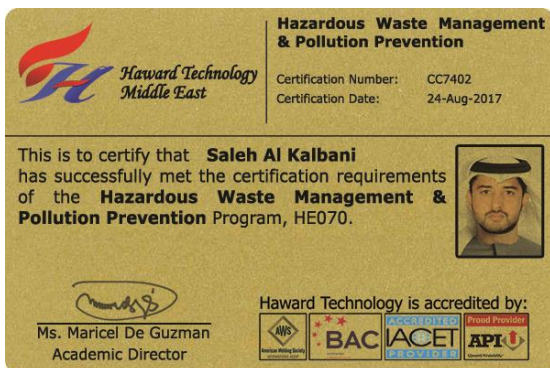 Haward Technology
Middle East
Hazardous Waste Management
& Pollution Prevention
Certification Number: CC7402
Certification Date: 24-Aug-2017
This is to certify that Saleh Al Kalbani
has successfully met the certification requirements
of the Hazardous Waste Management &
Pollution Prevention Program, HE070.
Ms. Maricel De Guzman
Academic Director
Haward Technology is accredited by:
AWS
American Welding Society
BAC
ACCREDITED
IACET
PROVIDER
Proud Provider
API